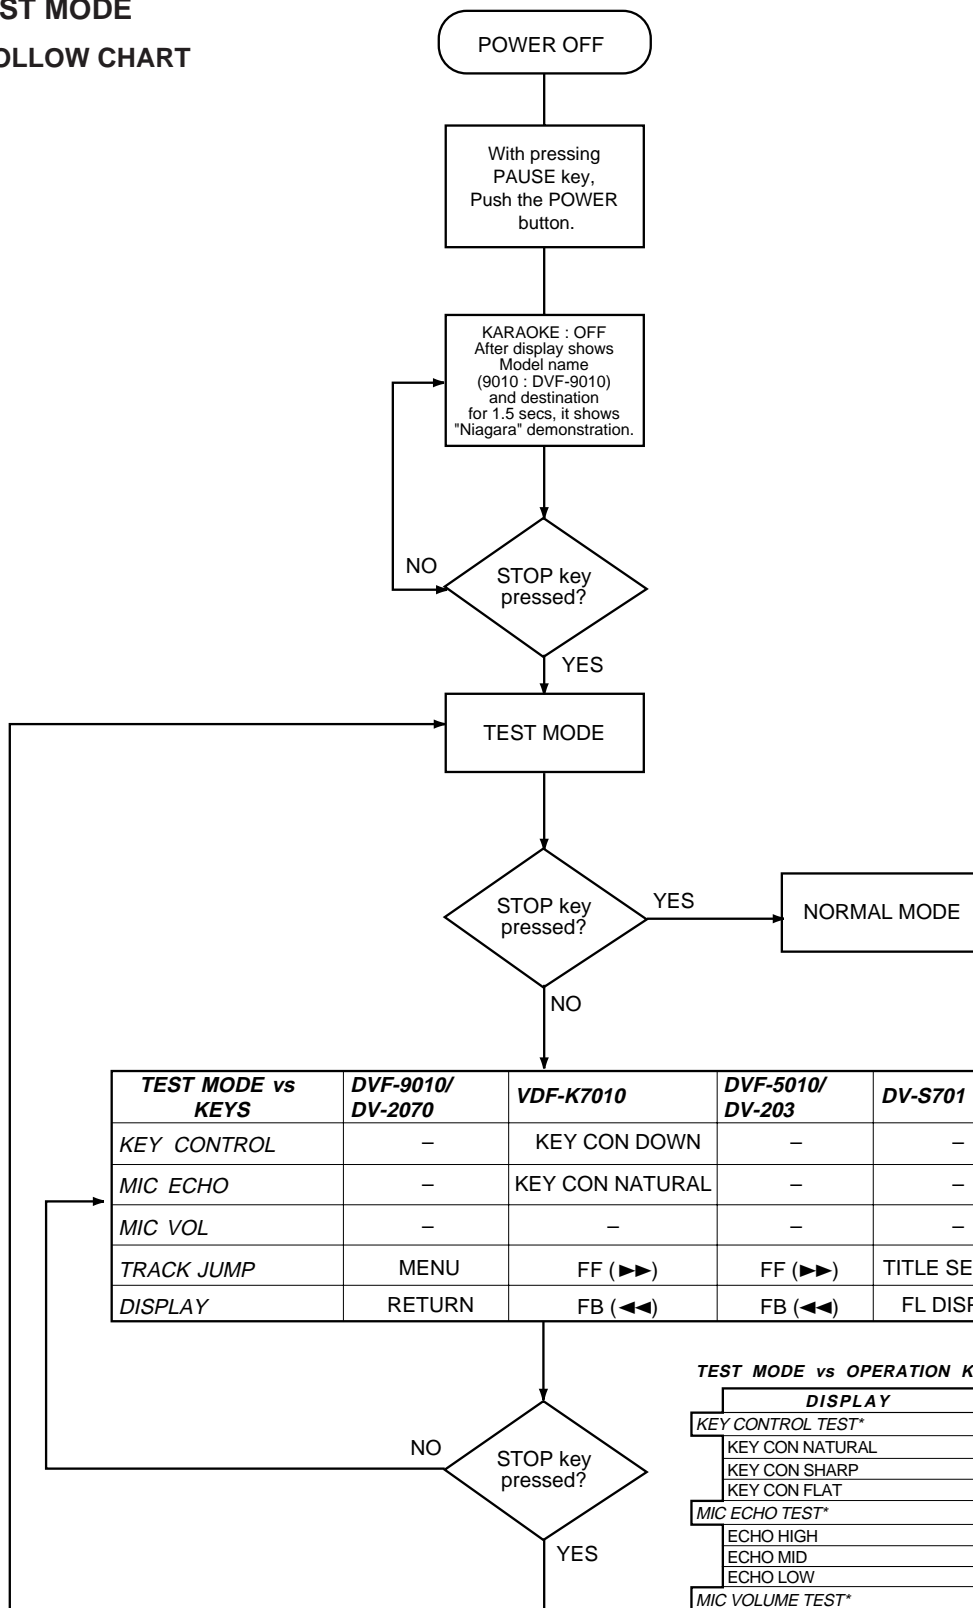 ST MODE
OLLOW CHART
POWER OFF
With pressing
PAUSE key,
Push the POWER
button.
KARAOKE : OFF
After display shows
Model name
(9010 : DVF-9010)
and destination
for 1.5 secs, it shows
"Niagara" demonstration.
NO
STOP key
pressed?
YES
TEST MODE
STOP key
pressed?
YES
NORMAL MODE
NO
TEST MODE vs
KEYS
DVF-9010/
DV-2070
VDF-K7010
DVF-5010/
DV-203
DV-S701
KEY CONTROL – KEY CON DOWN – –
MIC ECHO – KEY CON NATURAL – –
MIC VOL – – – –
TRACK JUMP MENU FF (►►) FF (►►) TITLE SE
DISPLAY RETURN FB (◄◄) FB (◄◄) FL DISP
NO
STOP key
pressed?
YES
TEST MODE vs OPERATION K
DISPLAY
KEY CONTROL TEST*
KEY CON NATURAL
KEY CON SHARP
KEY CON FLAT
MIC ECHO TEST*
ECHO HIGH
ECHO MID
ECHO LOW
MIC VOLUME TEST*